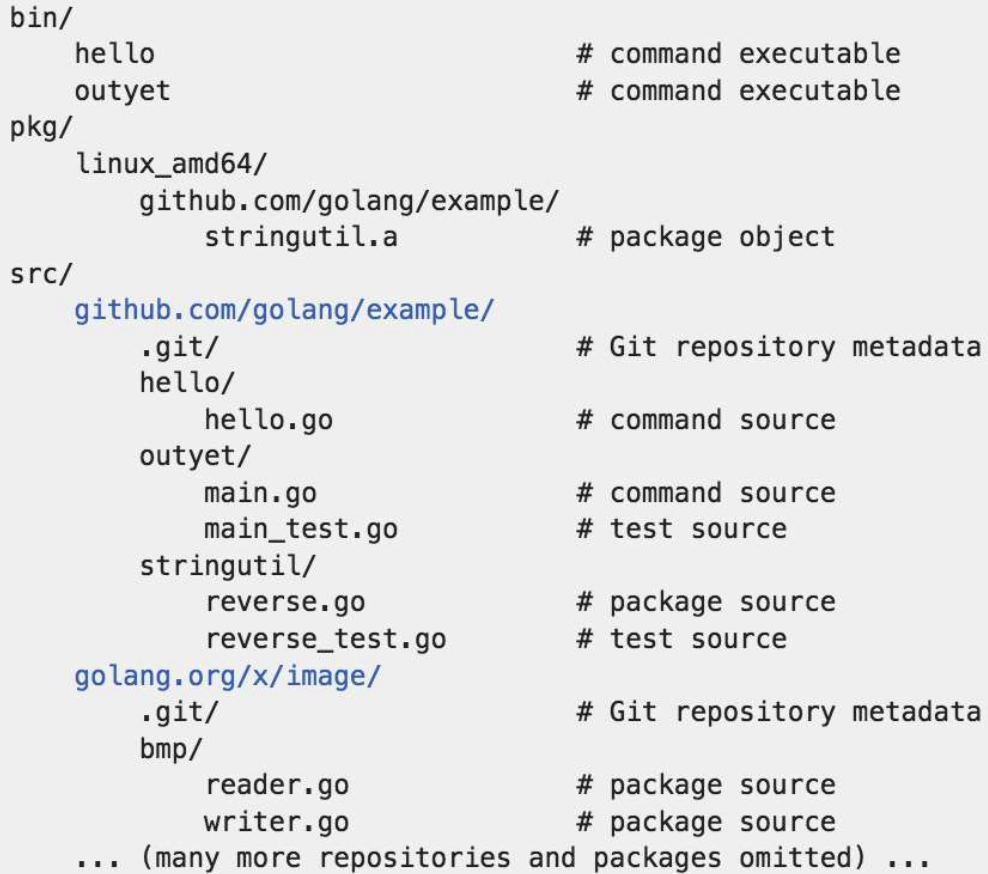 bin/
    hello                          # command executable
    outyet                         # command executable
pkg/
    linux_amd64/
        github.com/golang/example/
            stringutil.a           # package object
src/
    github.com/golang/example/
        .git/                      # Git repository metadata
        hello/
            hello.go               # command source
        outyet/
            main.go                # command source
            main_test.go           # test source
        stringutil/
            reverse.go             # package source
            reverse_test.go        # test source
    golang.org/x/image/
        .git/                      # Git repository metadata
        bmp/
            reader.go              # package source
            writer.go              # package source
    ... (many more repositories and packages omitted) ...